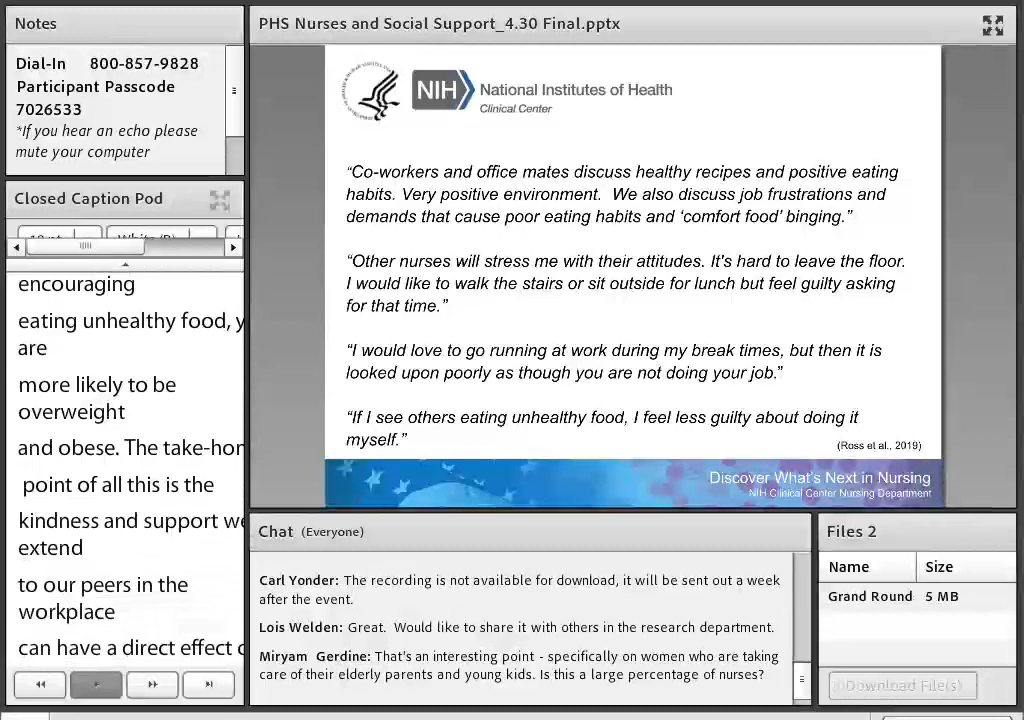 Notes
Dial-In 800-857-9828
Participant Passcode
7026533
*If you hear an echo please
mute your computer
Closed Caption Pod
encouraging
eating unhealthy food,
are
more likely to be
overweight
and obese. The
point of all this is the
kindness and support
extend
to our peers in the
workplace
can have a direct effect
PHS Nurses and Social Support_4.30 Final.pptx
NIH National Institutes of Health
Clinical Center
“Co-workers and office mates discuss healthy recipes and positive eating
habits. Very positive environment. We also discuss job frustrations and
demands that cause poor eating habits and ‘comfort food’ binging.”
“Other nurses will stress me with their attitudes. It's hard to leave the floor.
I would like to walk the stairs or sit outside for lunch but feel guilty asking
for that time.”
“I would love to go running at work during my break times, but then it is
looked upon poorly as though you are not doing your job.”
“If I see others eating unhealthy food, I feel less guilty about doing it
myself.”
(Ross et al., 2019)
Discover What's Next in Nursing
NIH Clinical Center Nursing Department
Chat (Everyone)
Carl Yonder: The recording is not available for download, it will be sent out a week
after the event.
Lois Welden: Great. Would like to share it with others in the research department.
Miryam Gerdine: That's an interesting point - specifically on women who are taking
care of their elderly parents and young kids. Is this a large percentage of nurses?
Files 2
Name Size
Grand Round 5 MB
Download File(s)